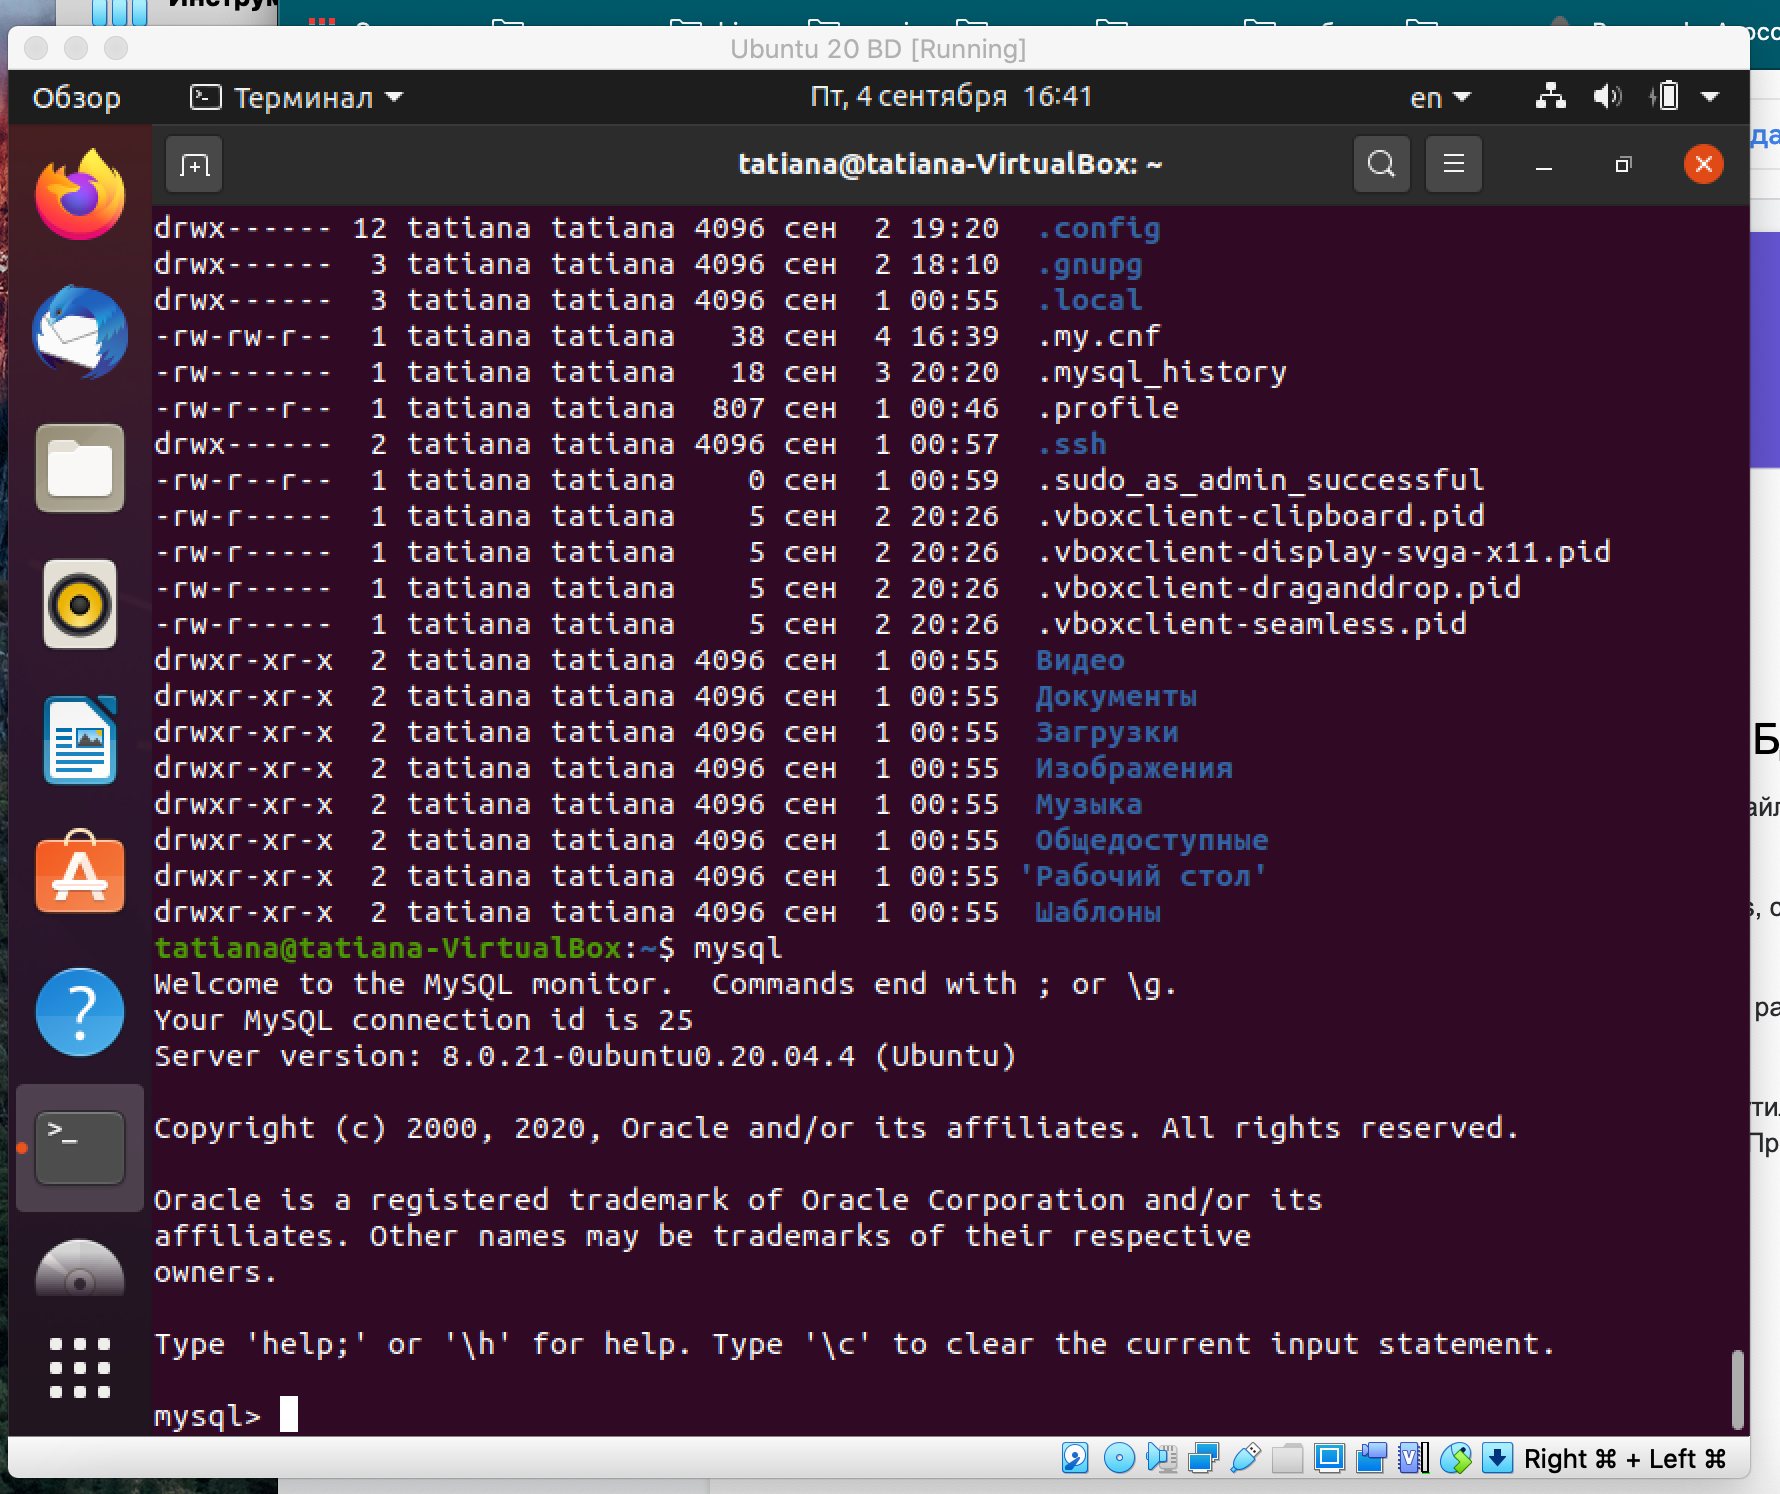 Ubuntu 20 BD [Running]
Обзор Терминал Пт, 4 сентября 16:41 en
tatiana@tatiana-VirtualBox: ~
drwx------ 12 tatiana tatiana 4096 сен  2 19:20  .config
drwx------  3 tatiana tatiana 4096 сен  2 18:10  .gnupg
drwx------  3 tatiana tatiana 4096 сен  1 00:55  .local
-rw-rw-r--  1 tatiana tatiana   38 сен  4 16:39  .my.cnf
-rw-------  1 tatiana tatiana   18 сен  3 20:20  .mysql_history
-rw-r--r--  1 tatiana tatiana  807 сен  1 00:46  .profile
drwx------  2 tatiana tatiana 4096 сен  1 00:57  .ssh
-rw-r--r--  1 tatiana tatiana    0 сен  1 00:59  .sudo_as_admin_successful
-rw-r-----  1 tatiana tatiana    5 сен  2 20:26  .vboxclient-clipboard.pid
-rw-r-----  1 tatiana tatiana    5 сен  2 20:26  .vboxclient-display-svga-x11.pid
-rw-r-----  1 tatiana tatiana    5 сен  2 20:26  .vboxclient-draganddrop.pid
-rw-r-----  1 tatiana tatiana    5 сен  2 20:26  .vboxclient-seamless.pid
drwxr-xr-x  2 tatiana tatiana 4096 сен  1 00:55  Видео
drwxr-xr-x  2 tatiana tatiana 4096 сен  1 00:55  Документы
drwxr-xr-x  2 tatiana tatiana 4096 сен  1 00:55  Загрузки
drwxr-xr-x  2 tatiana tatiana 4096 сен  1 00:55  Изображения
drwxr-xr-x  2 tatiana tatiana 4096 сен  1 00:55  Музыка
drwxr-xr-x  2 tatiana tatiana 4096 сен  1 00:55  Общедоступные
drwxr-xr-x  2 tatiana tatiana 4096 сен  1 00:55 'Рабочий стол'
drwxr-xr-x  2 tatiana tatiana 4096 сен  1 00:55  Шаблоны
tatiana@tatiana-VirtualBox:~$ mysql
Welcome to the MySQL monitor.  Commands end with ; or \g.
Your MySQL connection id is 25
Server version: 8.0.21-0ubuntu0.20.04.4 (Ubuntu)
Copyright (c) 2000, 2020, Oracle and/or its affiliates. All rights reserved.
Oracle is a registered trademark of Oracle Corporation and/or its
affiliates. Other names may be trademarks of their respective
owners.
Type 'help;' or '\h' for help. Type '\c' to clear the current input statement.
mysql>
Right ⌘ + Left ⌘